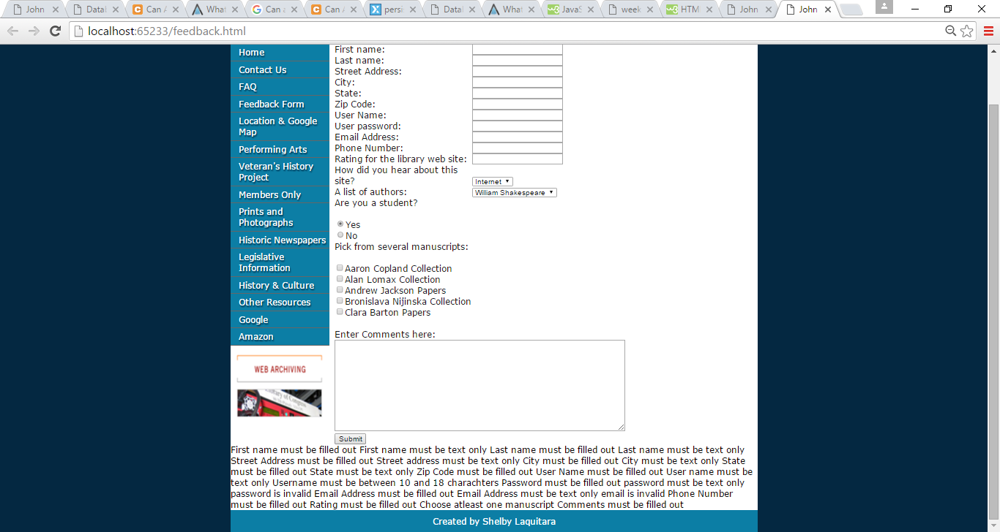 John
Datal
Can A
What
Can a
Can A
persi
Datal
What
JavaS
week
HTM
John
John
localhost:65233/feedback.html
Home
Contact Us
FAQ
Feedback Form
Location & Google
Map
Performing Arts
Veteran's History
Project
Members Only
Prints and
Photographs
Historic Newspapers
Legislative
Information
History & Culture
Other Resources
Google
Amazon
WEB ARCHIVING
First name:
Last name:
Street Address:
City:
State:
Zip Code:
User Name:
User password:
Email Address:
Phone Number:
Rating for the library web site:
How did you hear about this
site? Internet
A list of authors: William Shakespeare
Are you a student?
Yes
No
Pick from several manuscripts:
Aaron Copland Collection
Alan Lomax Collection
Andrew Jackson Papers
Bronislava Nijinska Collection
Clara Barton Papers
Enter Comments here:
Submit
First name must be filled out First name must be text only Last name must be filled out Last name must be text only
Street Address must be filled out Street address must be text only City must be filled out City must be text only State
must be filled out State must be text only Zip Code must be filled out User Name must be filled out User name must be
text only Username must be between 10 and 18 charachters Password must be filled out password must be text only
password is invalid Email Address must be filled out Email Address must be text only email is invalid Phone Number
must be filled out Rating must be filled out Choose atleast one manuscript Comments must be filled out
Created by Shelby Laquitara